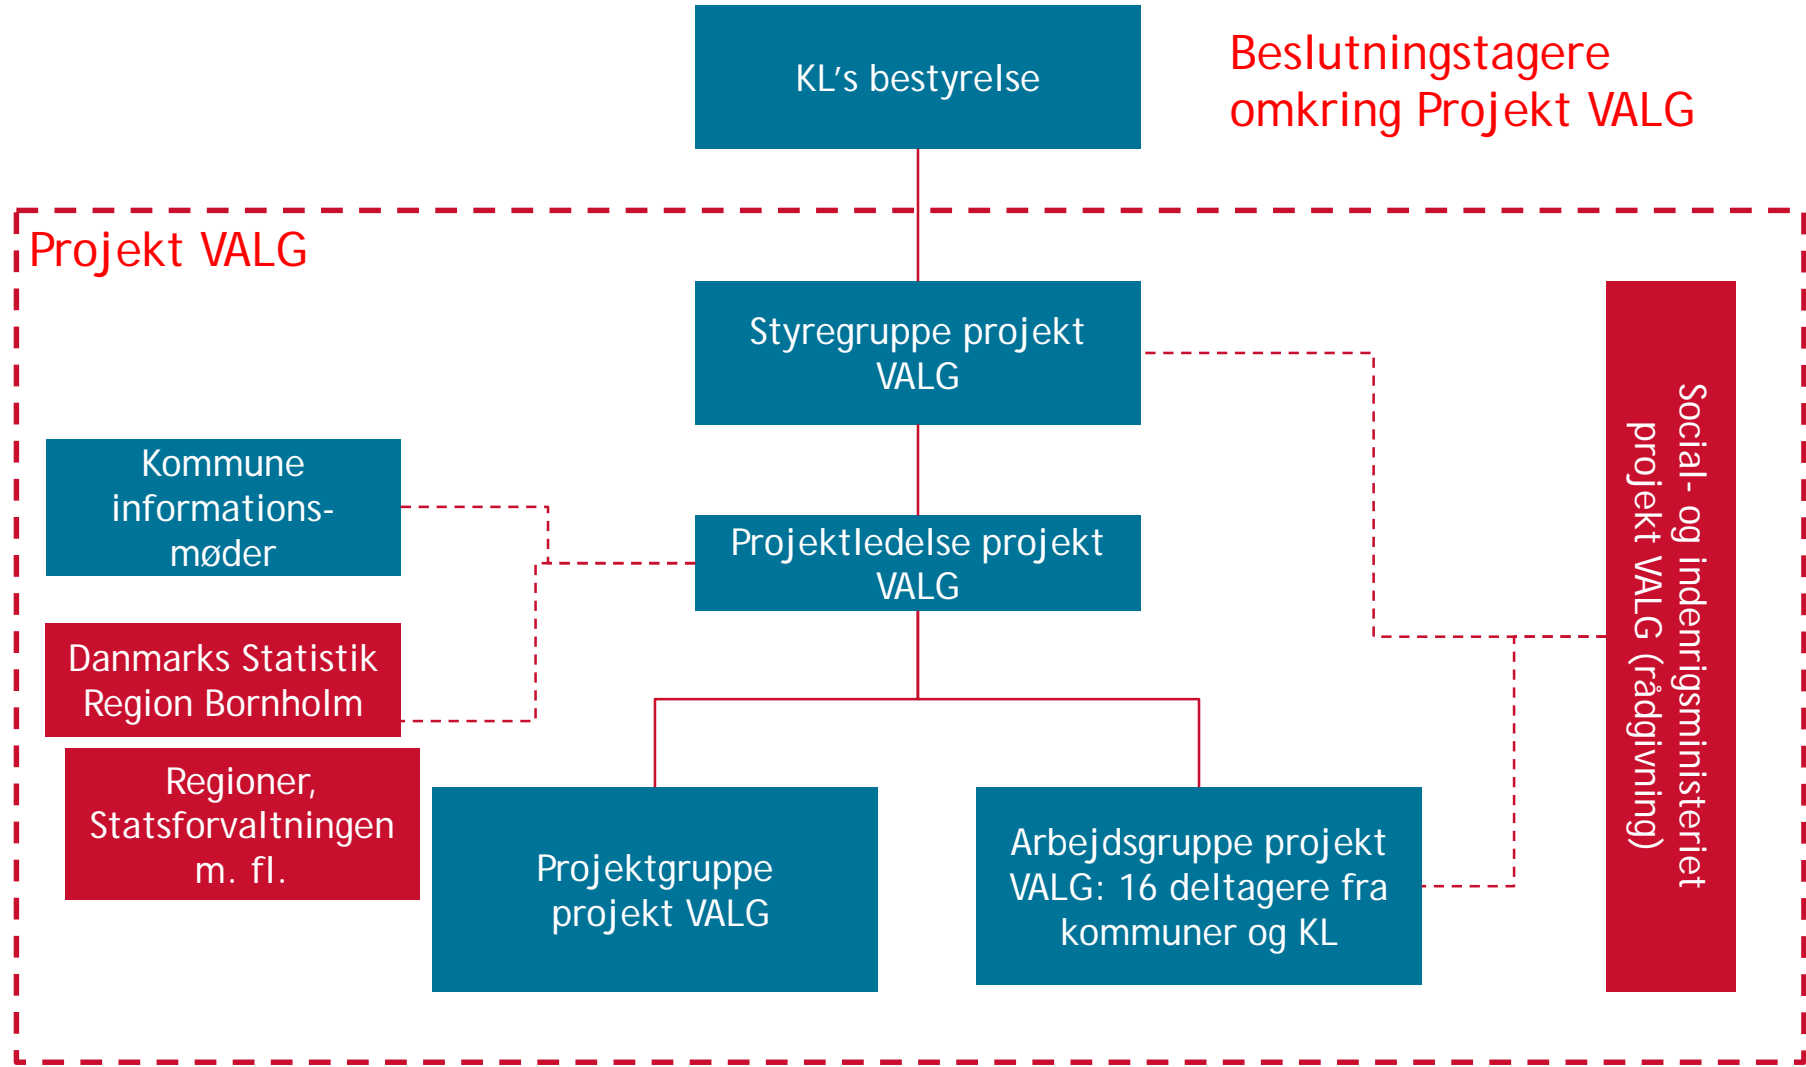 KL's bestyrelse
Beslutningstagere
omkring Projekt VALG
Projekt VALG
Styregruppe projekt
VALG
Social- og indenrigsministeriet
projekt VALG (rådgivning)
Kommune
informations-
møder
Projektledelse projekt
VALG
Danmarks Statistik
Region Bornholm
Regioner,
Statsforvaltningen
m. fl.
Projektgruppe
projekt VALG
Arbejdsgruppe projekt
VALG: 16 deltagere fra
kommuner og KL